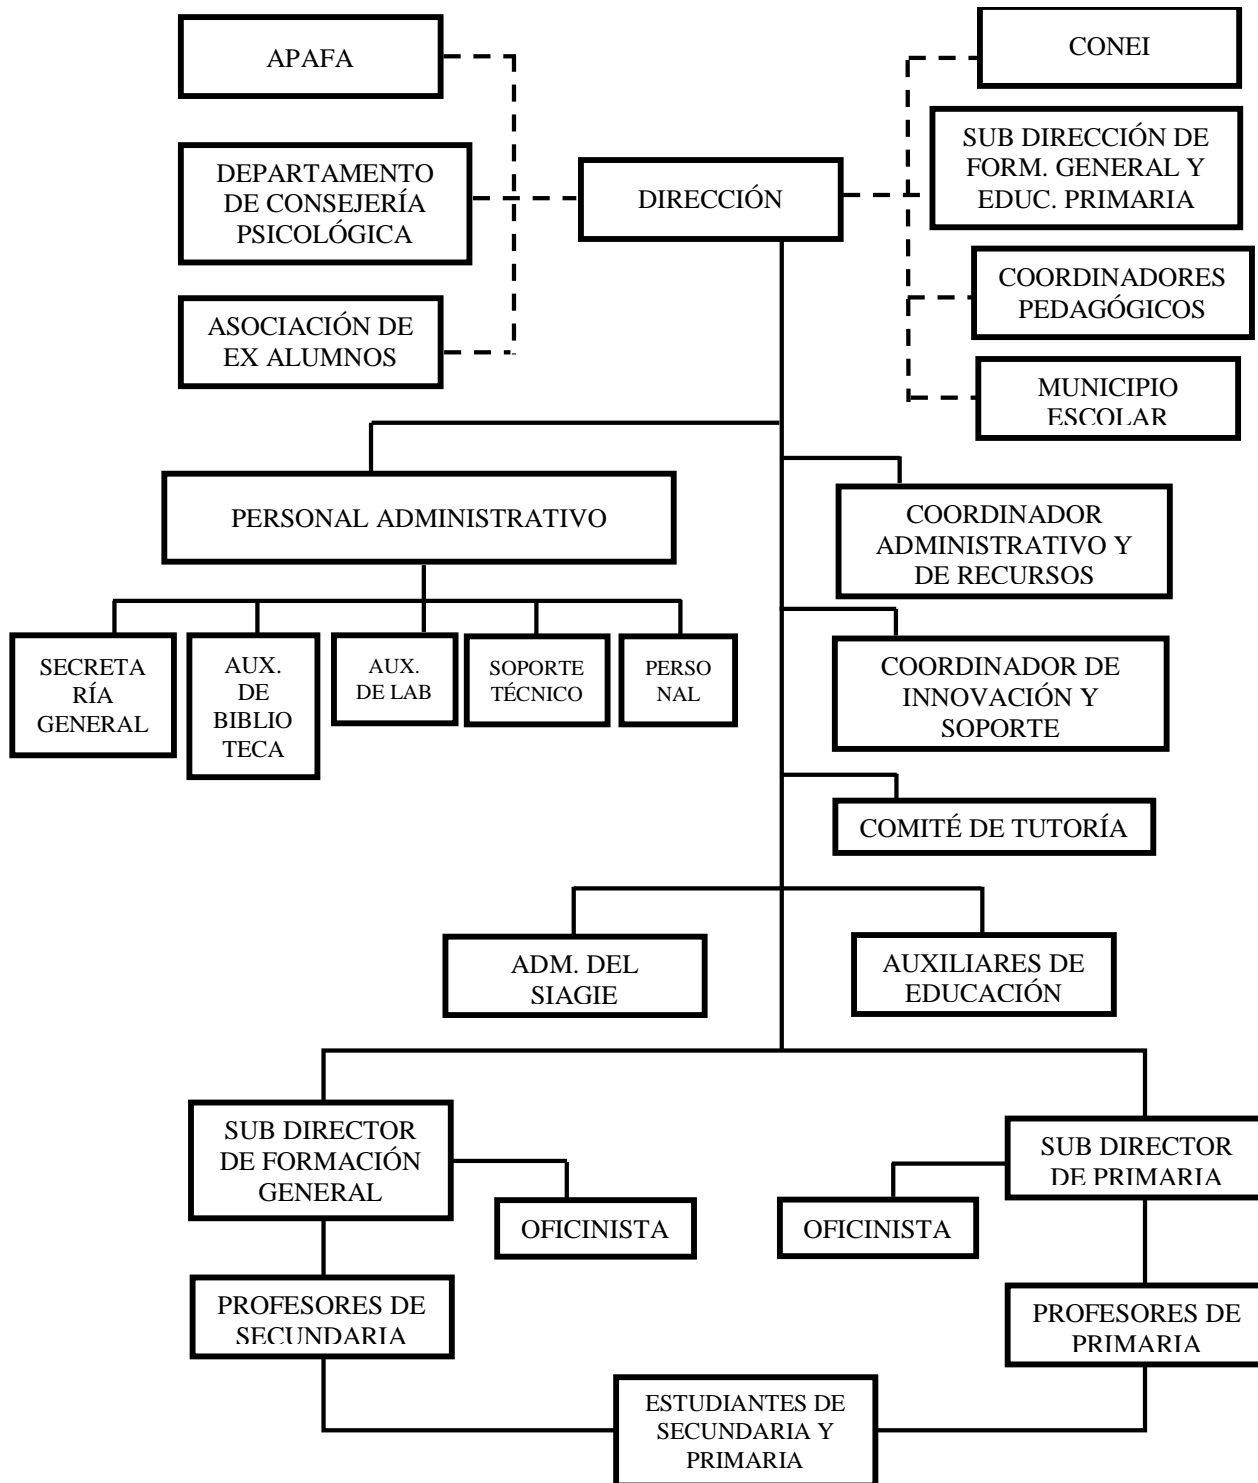 APAFA
CONEI
DEPARTAMENTO
DE CONSEJERÍA
PSICOLÓGICA
DIRECCIÓN
SUB DIRECCIÓN DE
FORM. GENERAL Y
EDUC. PRIMARIA
ASOCIACIÓN DE
EX ALUMNOS
COORDINADORES
PEDAGÓGICOS
MUNICIPIO
ESCOLAR
PERSONAL ADMINISTRATIVO
COORDINADOR
ADMINISTRATIVO Y
DE RECURSOS
SECRETA
RÍA
GENERAL
AUX.
DE
BIBLIO
TECA
AUX.
DE LAB
SOPORTE
TÉCNICO
PERSO
NAL
COORDINADOR DE
INNOVACIÓN Y
SOPORTE
COMITÉ DE TUTORÍA
ADM. DEL
SIAGIE
AUXILIARES DE
EDUCACIÓN
SUB DIRECTOR
DE FORMACIÓN
GENERAL
SUB DIRECTOR
DE PRIMARIA
OFICINISTA
OFICINISTA
PROFESORES DE
SECUNDARIA
PROFESORES DE
PRIMARIA
ESTUDIANTES DE
SECUNDARIA Y
PRIMARIA